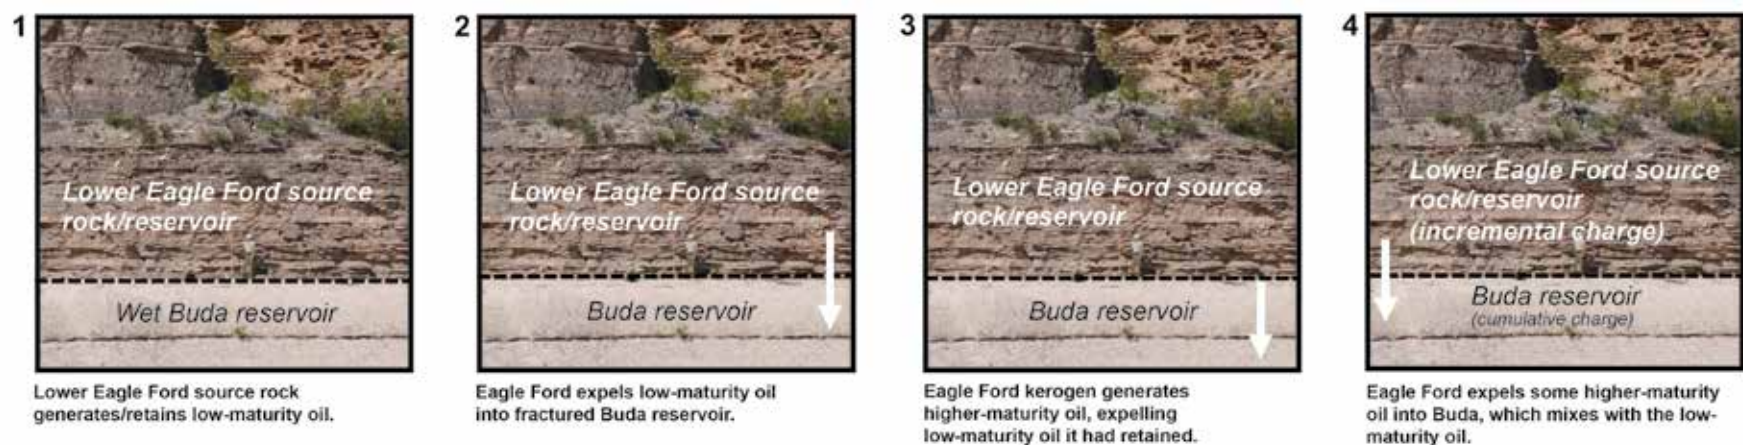 1
Lower Eagle Ford source
rock/reservoir
Wet Buda reservoir
Lower Eagle Ford source rock
generates/retains low-maturity oil.
2
Lower Eagle Ford source
rock/reservoir
Buda reservoir
Eagle Ford expels low-maturity oil
into fractured Buda reservoir.
3
Lower Eagle Ford source
rock/reservoir
Buda reservoir
Eagle Ford kerogen generates
higher-maturity oil, expelling
low-maturity oil it had retained.
4
Lower Eagle Ford source
rock/reservoir
(incremental charge)
Buda reservoir
(cumulative charge)
Eagle Ford expels some higher-maturity
oil into Buda, which mixes with the low-
maturity oil.